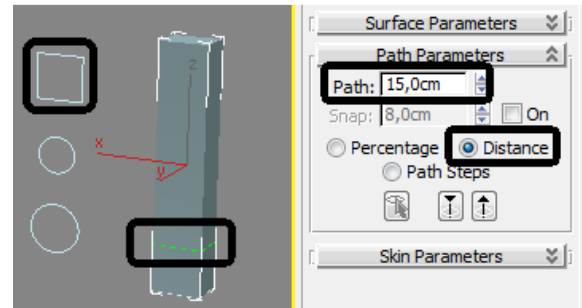 z
x
y
Surface Parameters
Path Parameters
Path: 15,0cm
Snap: 8,0cm On
Percentage Distance
Path Steps
Skin Parameters